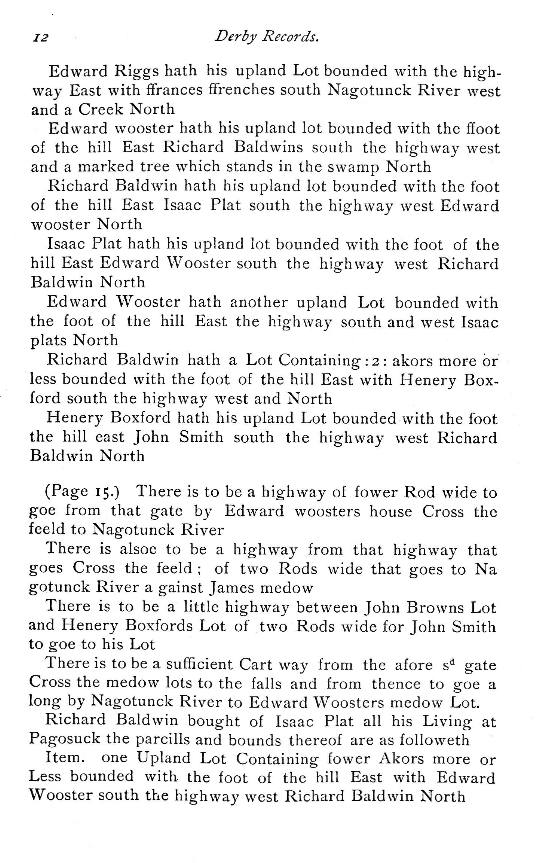 12 Derby Records.
Edward Riggs hath his upland Lot bounded with the high-
way East with ffrances ffrenches south Nagotunck River west
and a Creek North
Edward wooster hath his upland lot bounded with the ffoot
of the hill East Richard Baldwins south the highway west
and a marked tree which stands in the swamp North
Richard Baldwin hath his upland lot bounded with the foot
of the hill East Isaac Plat south the highway west Edward
wooster North
Isaac Plat hath his upland lot bounded with the foot of the
hill East Edward Wooster south the highway west Richard
Baldwin North
Edward Wooster hath another upland Lot bounded with
the foot of the hill East the highway south and west Isaac
plats North
Richard Baldwin hath a Lot Containing :2: akors more or
less bounded with the foot of the hill East with Henery Box-
ford south the highway west and North
Henery Boxford hath his upland Lot bounded with the foot
the hill east John Smith south the highway west Richard
Baldwin North
(Page 15.) There is to be a highway of fower Rod wide to
goe from that gate by Edward woosters house Cross the
feeld to Nagotunck River
There is alsoe to be a highway from that highway that
goes Cross the feeld ; of two Rods wide that goes to Na
gotunck River a gainst James medow
There is to be a little highway between John Browns Lot
and Henery Boxfords Lot of two Rods wide for John Smith
to goe to his Lot
There is to be a sufficient Cart way from the afore sᵈ gate
Cross the medow lots to the falls and from thence to goe a
long by Nagotunck River to Edward Woosters medow Lot.
Richard Baldwin bought of Isaac Plat all his Living at
Pagosuck the parcills and bounds thereof are as followeth
Item. one Upland Lot Containing fower Akors more or
Less bounded with the foot of the hill East with Edward
Wooster south the highway west Richard Baldwin North